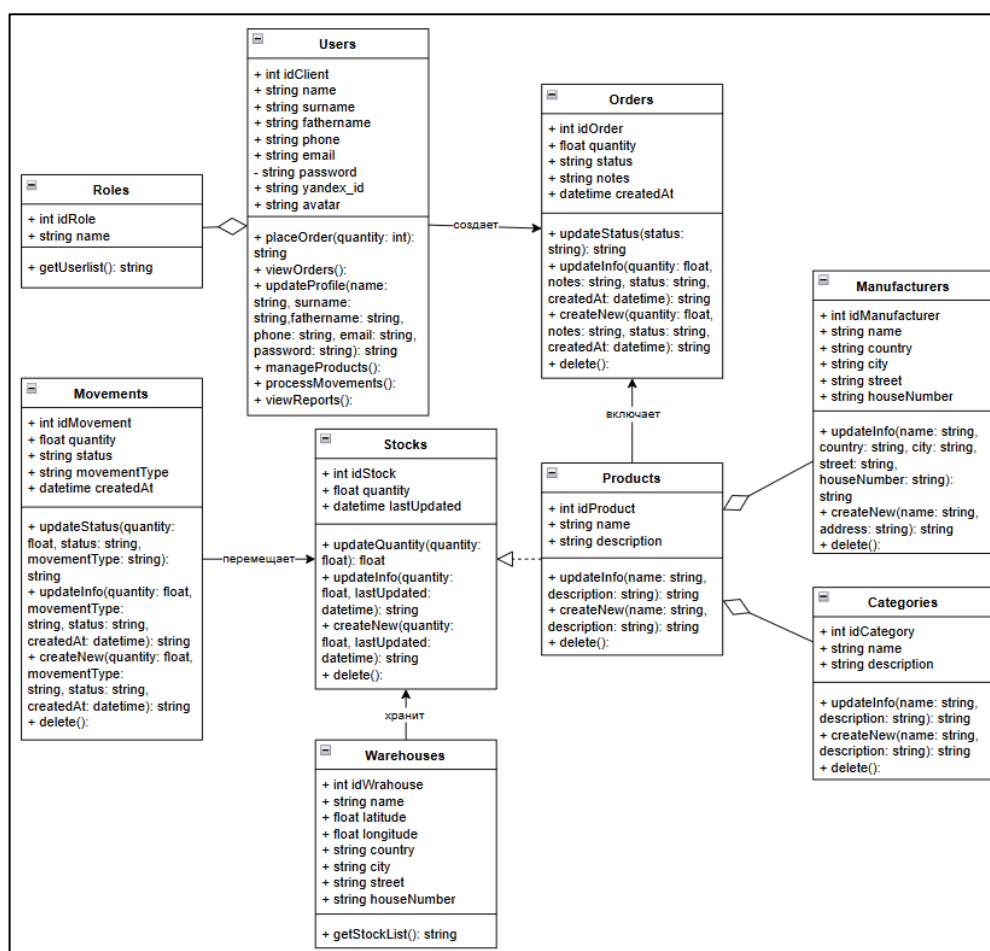 Users
+ int idClient
+ string name
+ string surname
+ string fathername
+ string phone
+ string email
- string password
+ string yandex_id
+ string avatar
+ placeOrder(quantity: int):
string
+ viewOrders():
+ updateProfile(name:
string, surname:
string,fathername: string,
phone: string, email: string,
password: string): string
+ manageProducts():
+ processMovements():
+ viewReports():
Roles
+ int idRole
+ string name
+ getUserlist(): string
создает
Orders
+ int idOrder
+ float quantity
+ string status
+ string notes
+ datetime createdAt
+ updateStatus(status:
string): string
+ updateInfo(quantity: float,
notes: string, status: string,
createdAt: datetime): string
+ createNew(quantity: float,
notes: string, status: string,
createdAt: datetime): string
+ delete():
включает
Manufacturers
+ int idManufacturer
+ string name
+ string country
+ string city
+ string street
+ string houseNumber
+ updateInfo(name: string,
country: string, city: string,
street: string,
houseNumber: string):
string
+ createNew(name: string,
address: string): string
+ delete():
Movements
+ int idMovement
+ float quantity
+ string status
+ string movementType
+ datetime createdAt
+ updateStatus(quantity:
float, status: string,
movementType: string):
string
+ updateInfo(quantity: float,
movementType:
string, status: string,
createdAt: datetime): string
+ createNew(quantity: float,
movementType:
string, status: string,
createdAt: datetime): string
+ delete():
перемещает
Stocks
+ int idStock
+ float quantity
+ datetime lastUpdated
+ updateQuantity(quantity:
float): float
+ updateInfo(quantity:
float, lastUpdated:
datetime): string
+ createNew(quantity:
float, lastUpdated:
datetime): string
+ delete():
Products
+ int idProduct
+ string name
+ string description
+ updateInfo(name: string,
description: string): string
+ createNew(name: string,
description: string): string
+ delete():
Categories
+ int idCategory
+ string name
+ string description
+ updateInfo(name: string,
description: string): string
+ createNew(name: string,
description: string): string
+ delete():
хранит
Warehouses
+ int idWrahouse
+ string name
+ float latitude
+ float longitude
+ string country
+ string city
+ string street
+ string houseNumber
+ getStockList(): string